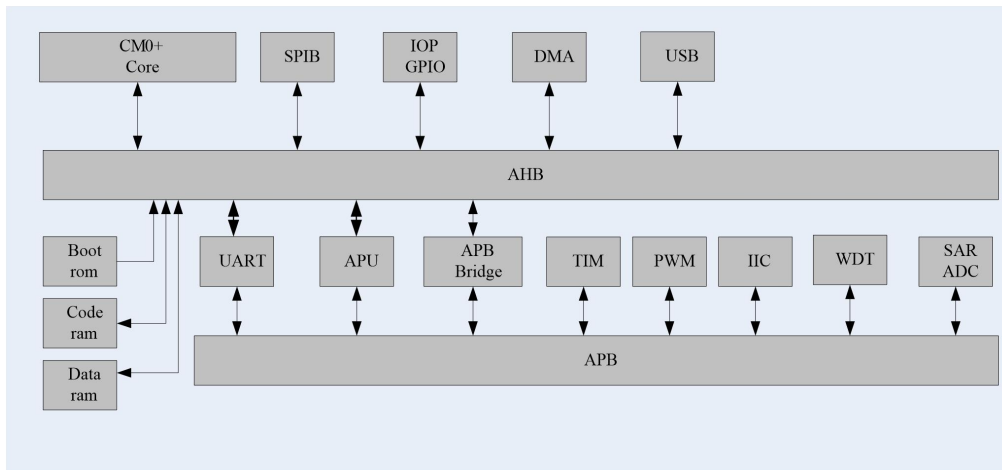 CM0+
Core
SPIB
IOP
GPIO
DMA
USB
AHB
Boot
rom
UART
APU
APB
Bridge
TIM
PWM
IIC
WDT
SAR
ADC
Code
ram
APB
Data
ram